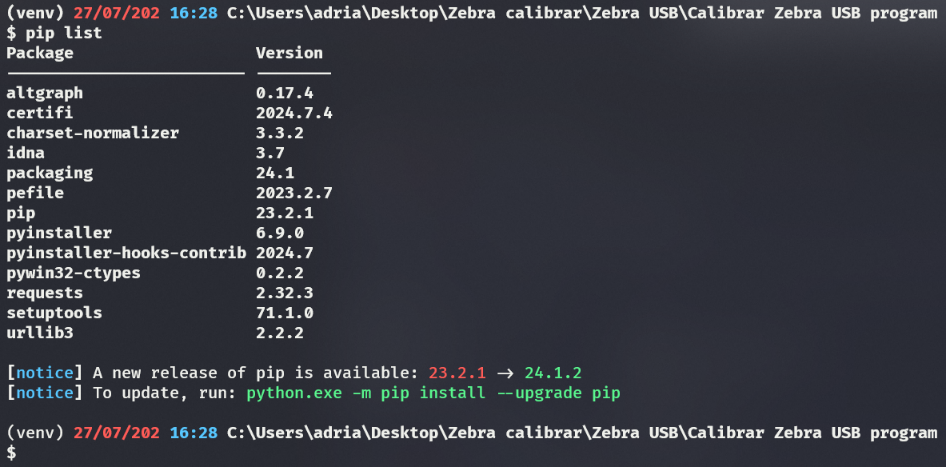 (venv) 27/07/202 16:28 C:\Users\adria\Desktop\Zebra calibrar\Zebra USB\Calibrar Zebra USB program
$ pip list
Package Version
------------------------- --------
altgraph 0.17.4
certifi 2024.7.4
charset-normalizer 3.3.2
idna 3.7
packaging 24.1
pefile 2023.2.7
pip 23.2.1
pyinstaller 6.9.0
pyinstaller-hooks-contrib 2024.7
pywin32-ctypes 0.2.2
requests 2.32.3
setuptools 71.1.0
urllib3 2.2.2
[notice] A new release of pip is available: 23.2.1 -> 24.1.2
[notice] To update, run: python.exe -m pip install --upgrade pip
(venv) 27/07/202 16:28 C:\Users\adria\Desktop\Zebra calibrar\Zebra USB\Calibrar Zebra USB program
$